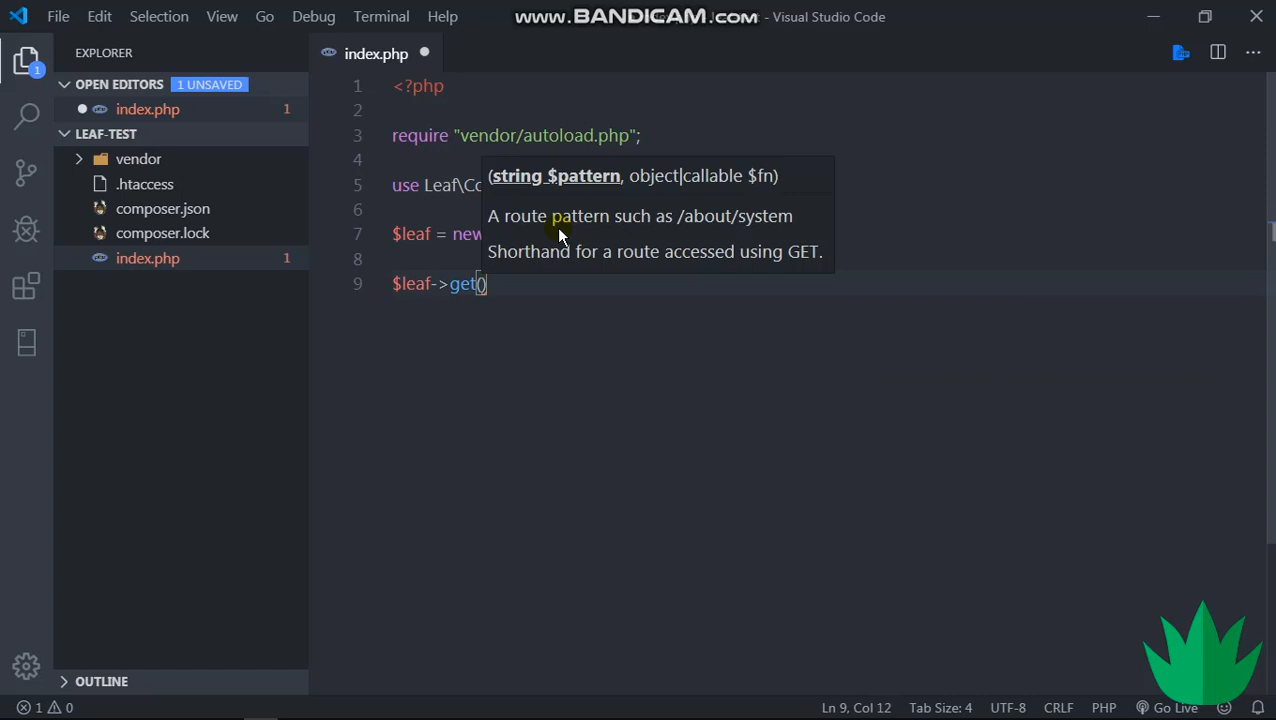 File Edit Selection View Go Debug Terminal Help
www.BANDICAM.com
- Visual Studio Code
EXPLORER
index.php
OPEN EDITORS 1 UNSAVED
index.php 1
LEAF-TEST
vendor
.htaccess
composer.json
composer.lock
index.php 1
OUTLINE
1
1 <?php
2
3 require "vendor/autoload.php";
4
5 use Leaf\Co
6
7 $leaf = new
8
9 $leaf->get()
(string $pattern, object|callable $fn)
A route pattern such as /about/system
Shorthand for a route accessed using GET.
1 0
Ln 9, Col 12 Tab Size: 4 UTF-8 CRLF PHP Go Live